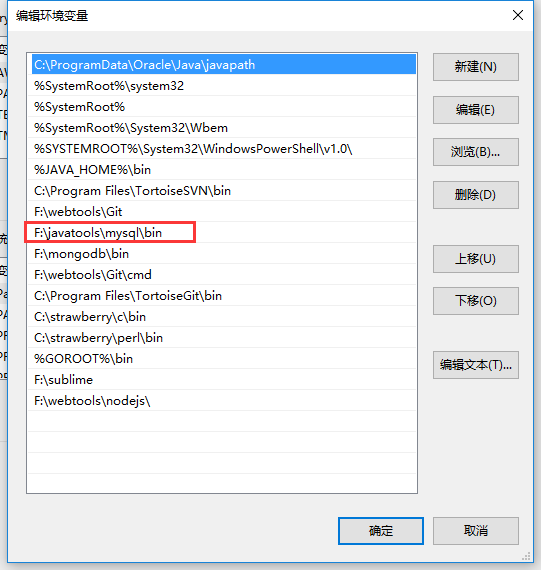 编辑环境变量
C:\ProgramData\Oracle\Java\javapath
%SystemRoot%\system32
%SystemRoot%
%SystemRoot%\System32\Wbem
%SYSTEMROOT%\System32\WindowsPowerShell\v1.0\
%JAVA_HOME%\bin
C:\Program Files\TortoiseSVN\bin
F:\webtools\Git
F:\javatools\mysql\bin
F:\mongodb\bin
F:\webtools\Git\cmd
C:\Program Files\TortoiseGit\bin
C:\strawberry\c\bin
C:\strawberry\perl\bin
%GOROOT%\bin
F:\sublime
F:\webtools\nodejs\
新建(N)
编辑(E)
浏览(B)...
删除(D)
上移(U)
下移(O)
编辑文本(T)...
确定
取消